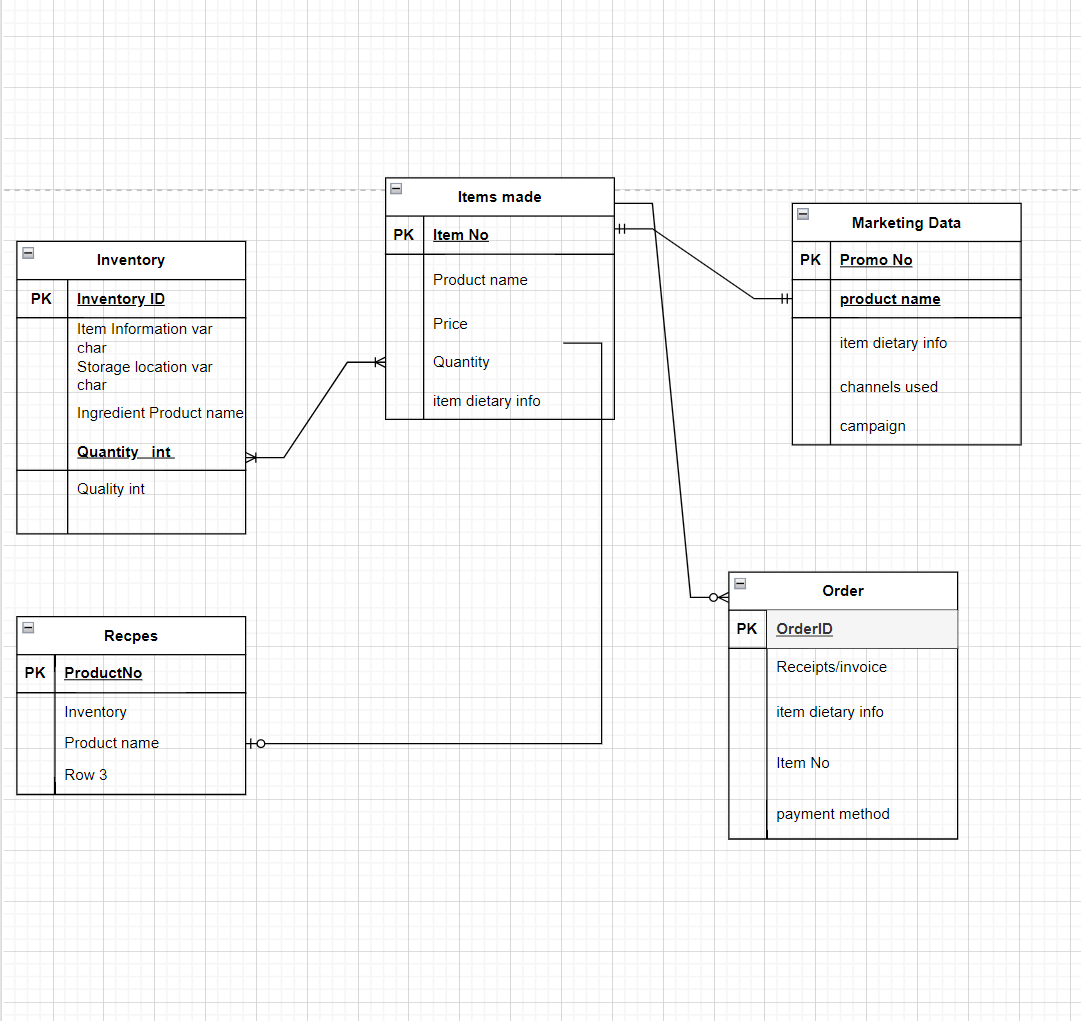 Items made
PK Item No
Product name
Price
Quantity
item dietary info
Marketing Data
PK Promo No
product name
item dietary info
channels used
campaign
Inventory
PK Inventory ID
Item Information var
char
Storage location var
char
Ingredient Product name
Quantity int
Quality int
Recpes
PK ProductNo
Inventory
Product name
Row 3
Order
PK OrderID
Receipts/invoice
item dietary info
Item No
payment method